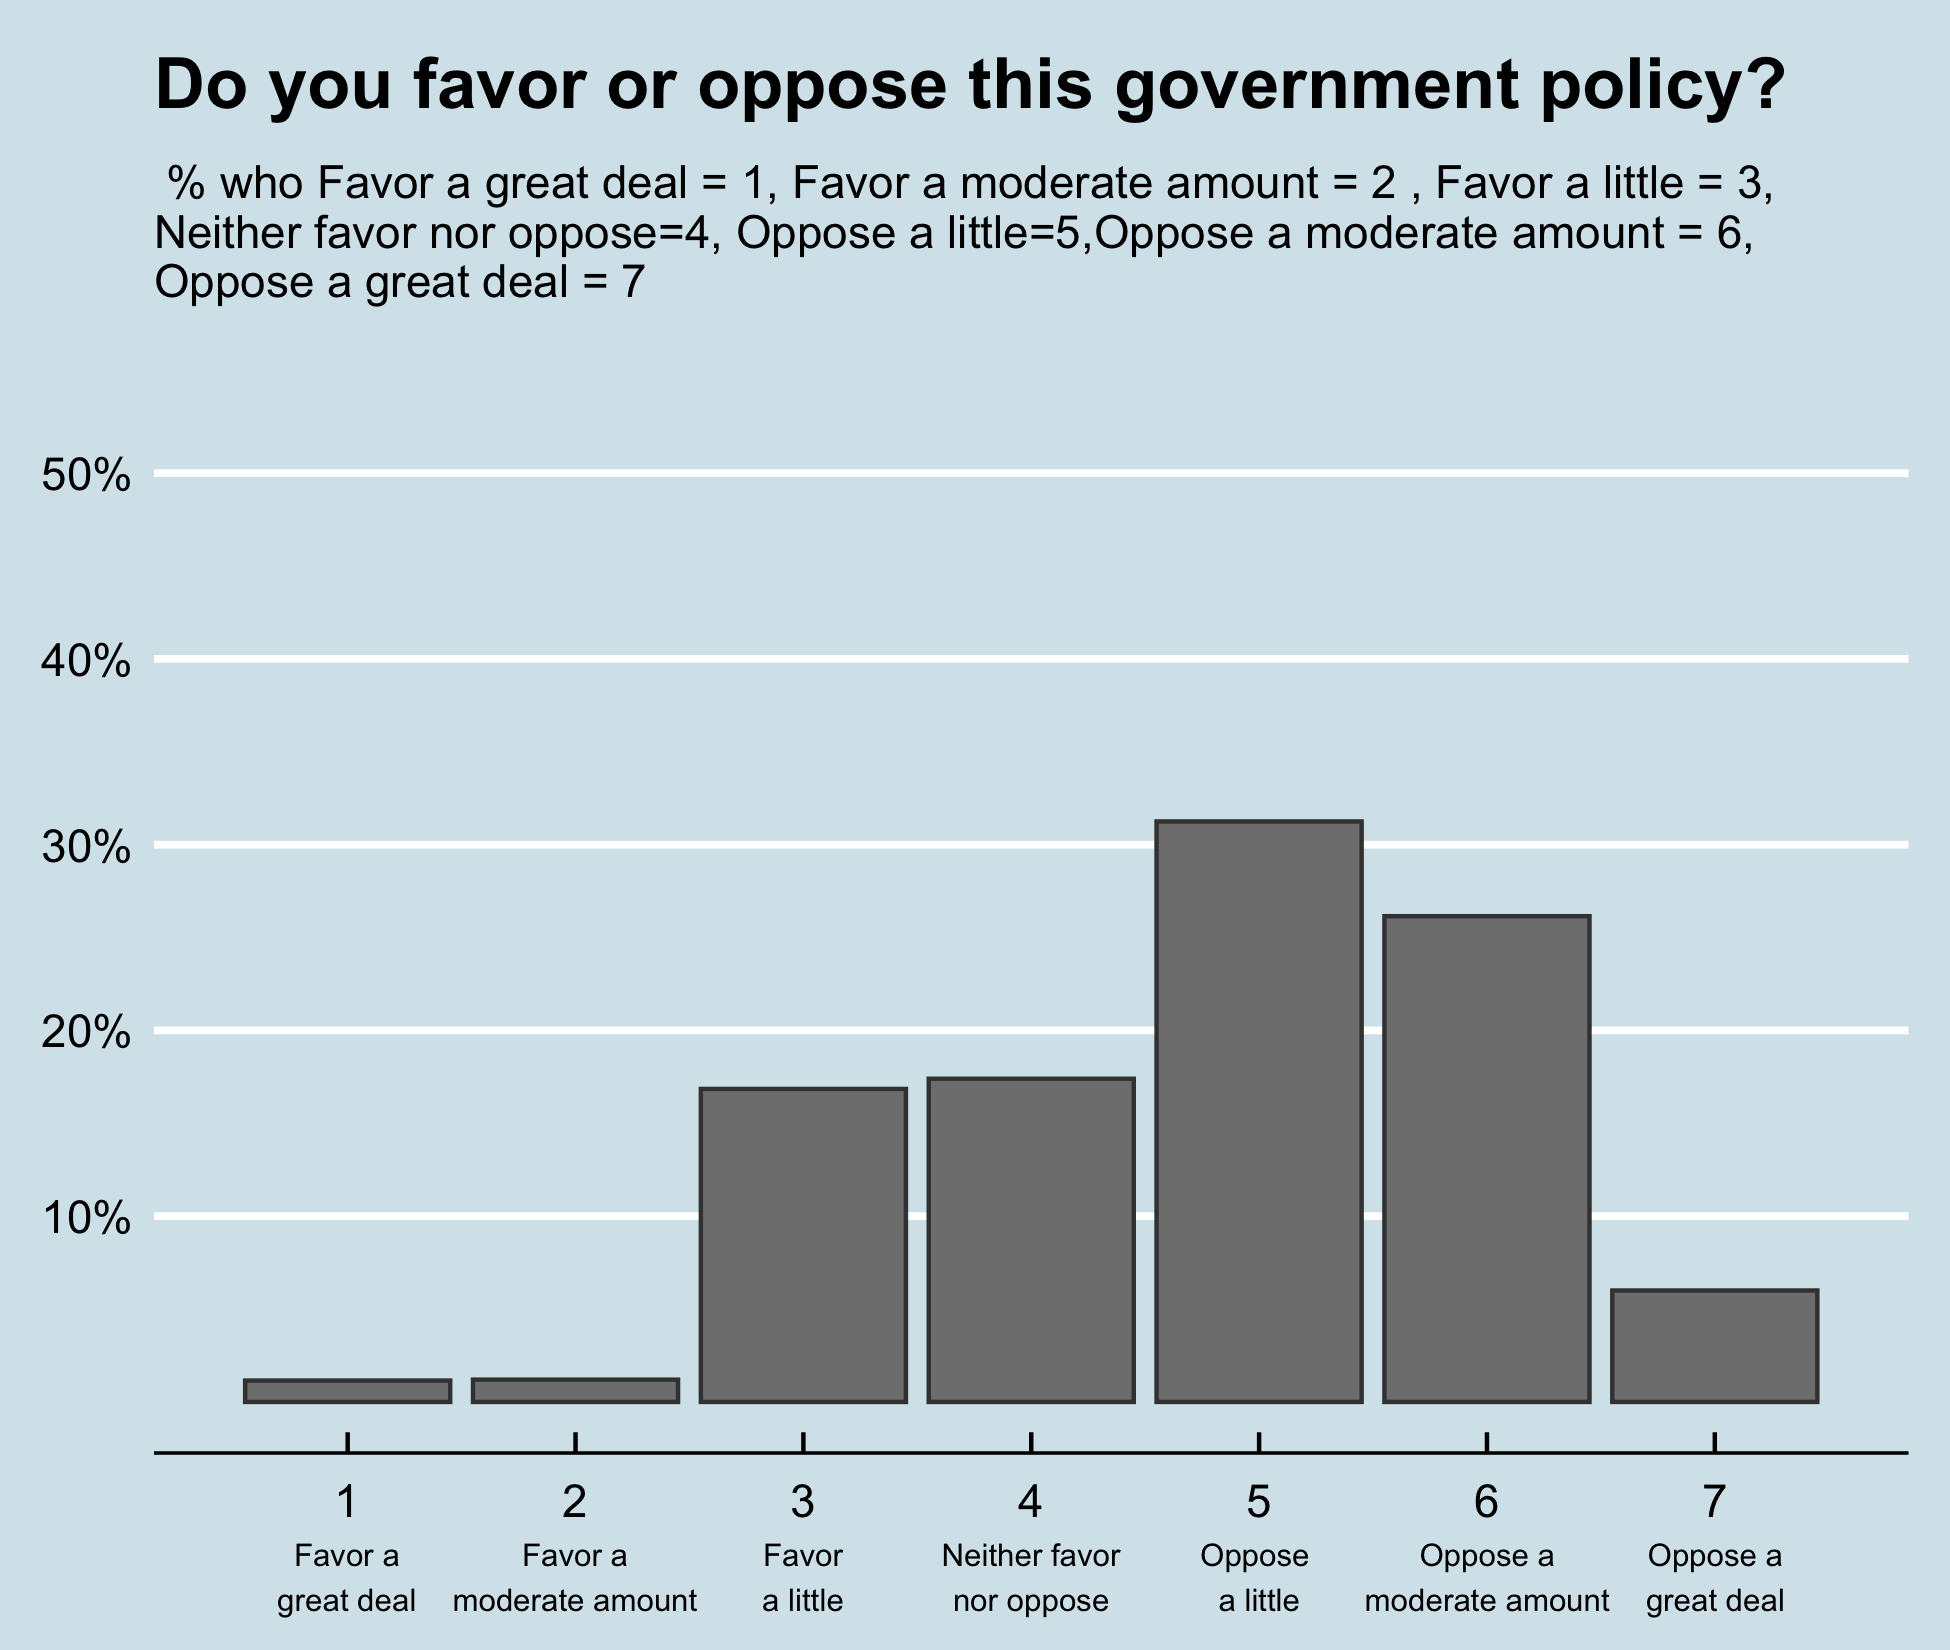 Do you favor or oppose this government policy?
% who Favor a great deal = 1, Favor a moderate amount = 2 , Favor a little = 3,
Neither favor nor oppose=4, Oppose a little=5,Oppose a moderate amount = 6,
Oppose a great deal = 7
50%
40%
30%
20%
10%
1 2 3 4 5 6 7
Favor a Favor a Favor Neither favor Oppose Oppose a Oppose a
great deal moderate amount a little nor oppose a little moderate amount great deal